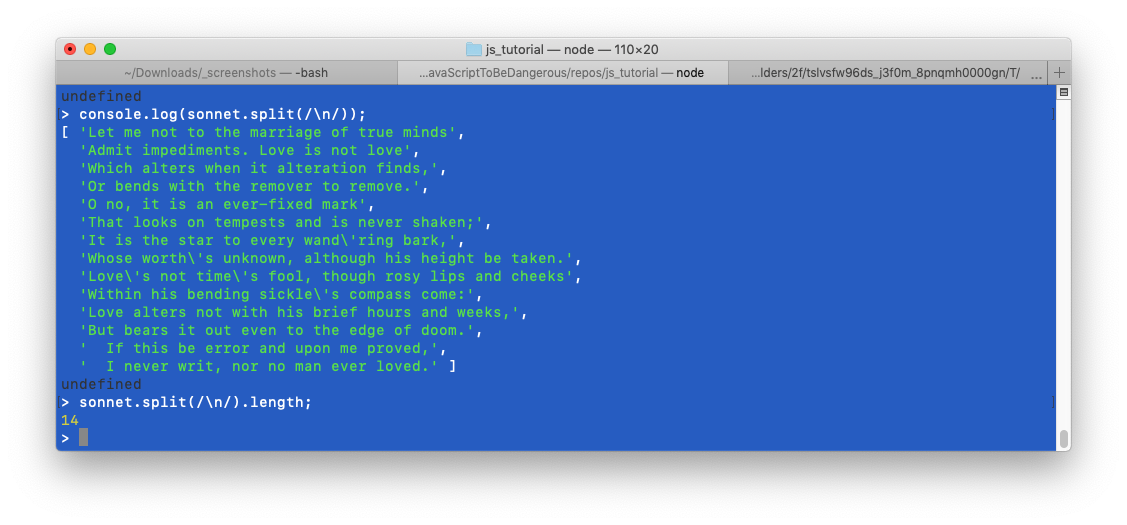 js_tutorial — node — 110×20
~/Downloads/_screenshots — -bash
...avaScriptToBeDangerous/repos/js_tutorial — node
...lders/2f/tslvsfw96ds_j3f0m_8pnqmh0000gn/T/ ...
undefined
[> console.log(sonnet.split(/\n/)); ]
[ 'Let me not to the marriage of true minds',
  'Admit impediments. Love is not love',
  'Which alters when it alteration finds,',
  'Or bends with the remover to remove.',
  'O no, it is an ever-fixed mark',
  'That looks on tempests and is never shaken;',
  'It is the star to every wand\'ring bark,',
  'Whose worth\'s unknown, although his height be taken.',
  'Love\'s not time\'s fool, though rosy lips and cheeks',
  'Within his bending sickle\'s compass come:',
  'Love alters not with his brief hours and weeks,',
  'But bears it out even to the edge of doom.',
  '  If this be error and upon me proved,',
  '  I never writ, nor no man ever loved.' ]
undefined
[> sonnet.split(/\n/).length; ]
14
>